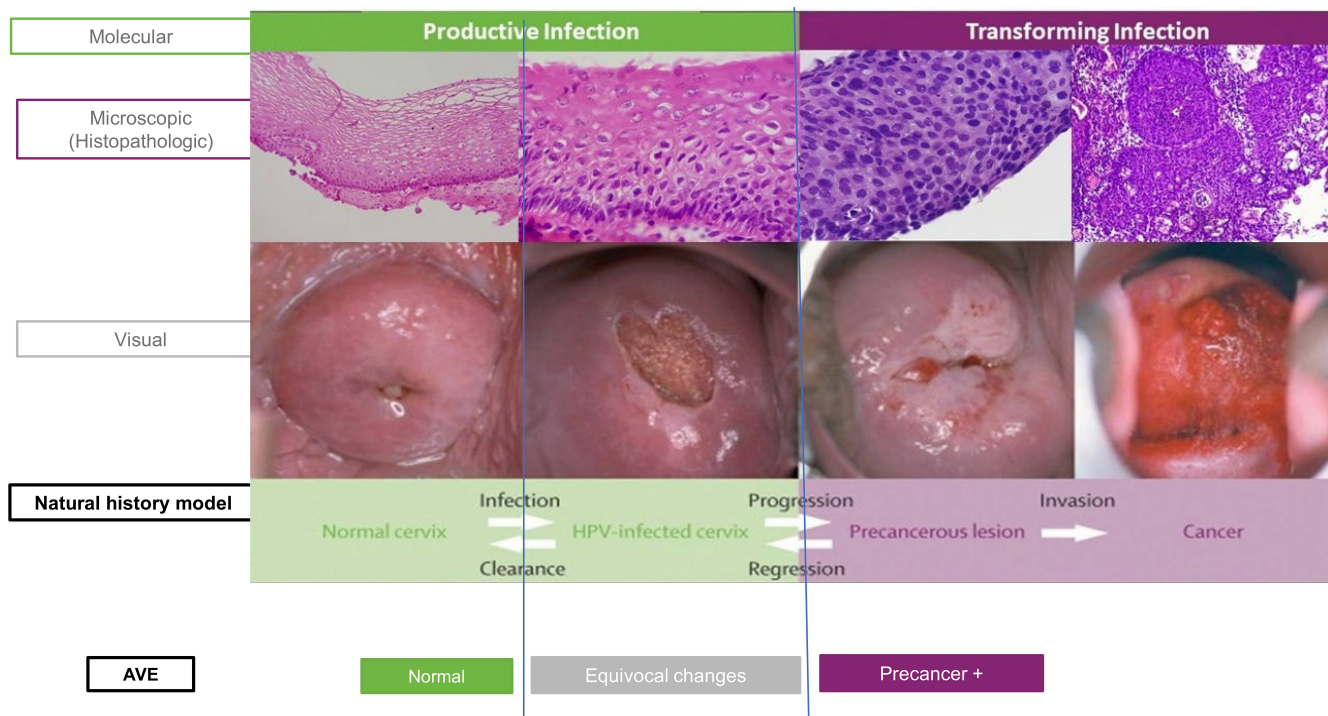 Molecular
Productive Infection
Transforming Infection
Microscopic
(Histopathologic)
Visual
Natural history model
Infection
Progression
Invasion
Normal cervix
HPV-infected cervix
Precancerous lesion
Cancer
Clearance
Regression
AVE
Normal
Equivocal changes
Precancer +